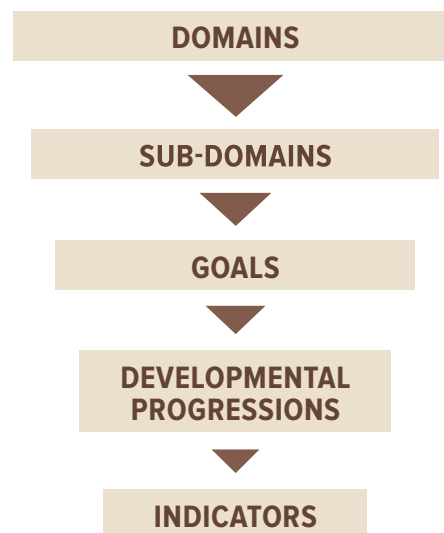 DOMAINS
SUB-DOMAINS
GOALS
DEVELOPMENTAL
PROGRESSIONS
INDICATORS